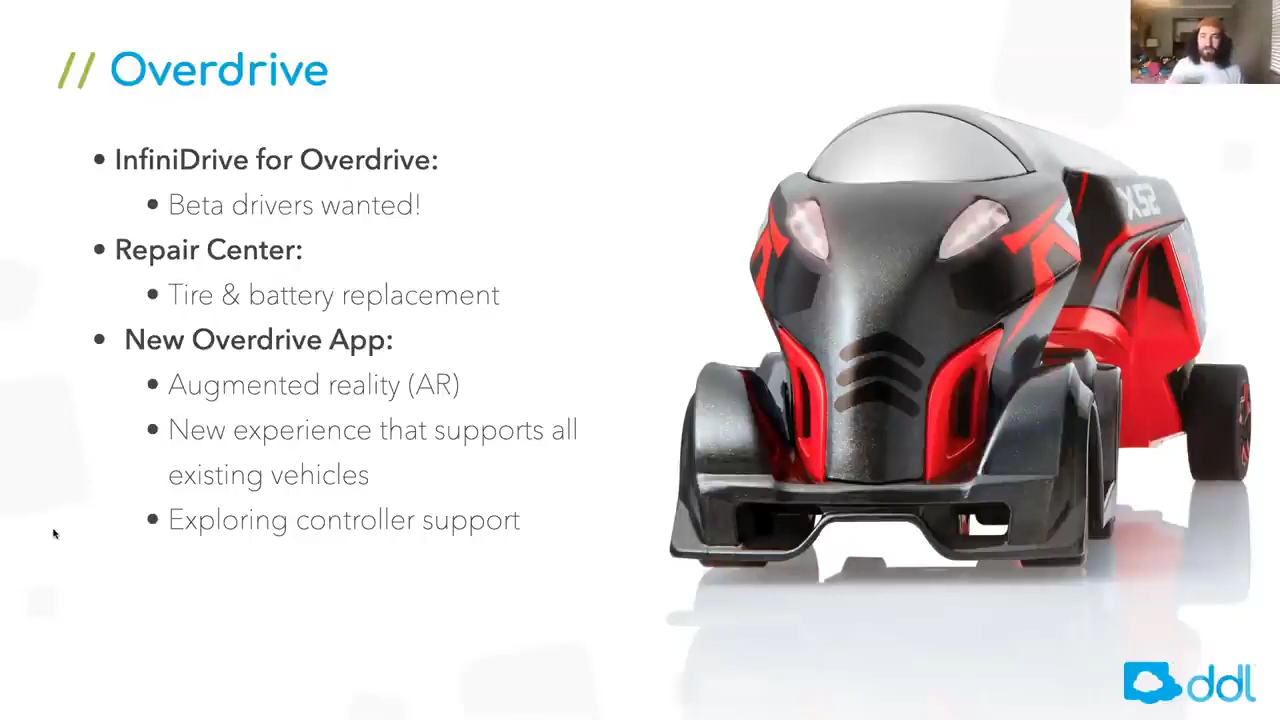 // Overdrive
• InfiniDrive for Overdrive:
• Beta drivers wanted!
• Repair Center:
• Tire & battery replacement
• New Overdrive App:
• Augmented reality (AR)
• New experience that supports all
existing vehicles
• Exploring controller support
X52
ddl